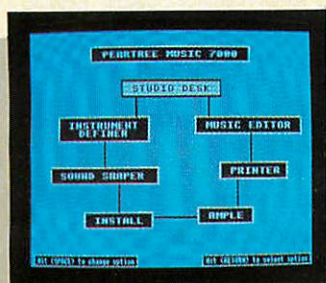 PEARTREE MUSIC 7000
STUDIO DESK
INSTRUMENT
DEFINER
MUSIC EDITOR
SOUND SHAPER
PRINTER
INSTALL
AMPLE
Hit (SPACE) to change option
Hit (RETURN) to select option